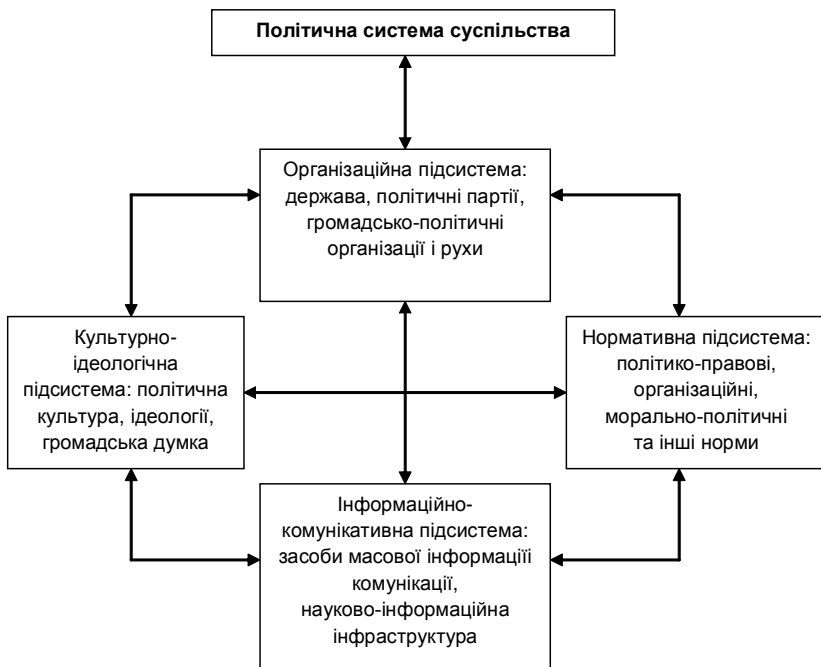 Політична система суспільства
Організаційна підсистема:
держава, політичні партії,
громадсько-політичні
організації і рухи
Культурно-
ідеологічна
підсистема: політична
культура, ідеології,
громадська думка
Нормативна підсистема:
політико-правові,
організаційні,
морально-політичні
та інші норми
Інформаційно-
комунікативна підсистема:
засоби масової інформаціїі
комунікації,
науково-інформаційна
інфраструктура